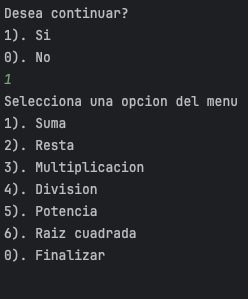 Desea continuar?
1). Si
0). No
1
Selecciona una opcion del menu
1). Suma
2). Resta
3). Multiplicacion
4). Division
5). Potencia
6). Raiz cuadrada
0). Finalizar